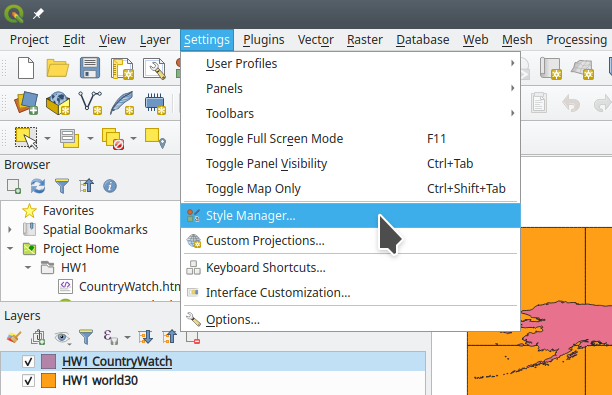 Project Edit View Layer Settings Plugins Vector Raster Database Web Mesh Processing
User Profiles
Panels
Toolbars
Toggle Full Screen Mode F11
Toggle Panel Visibility Ctrl+Tab
Toggle Map Only Ctrl+Shift+Tab
Style Manager...
Custom Projections...
Keyboard Shortcuts...
Interface Customization...
Options...
Browser
Favorites
Spatial Bookmarks
Project Home
HW1
CountryWatch.htm
Layers
HW1 CountryWatch
HW1 world30